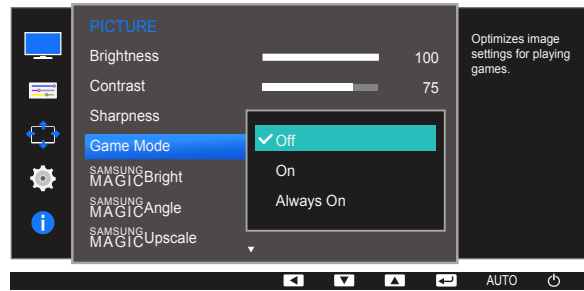 PICTURE
Brightness 100
Contrast 75
Sharpness
Game Mode
Off
On
Always On
SAMSUNG
MAGICBright
SAMSUNG
MAGICAngle
SAMSUNG
MAGICUpscale
Optimizes image
settings for playing
games.
AUTO